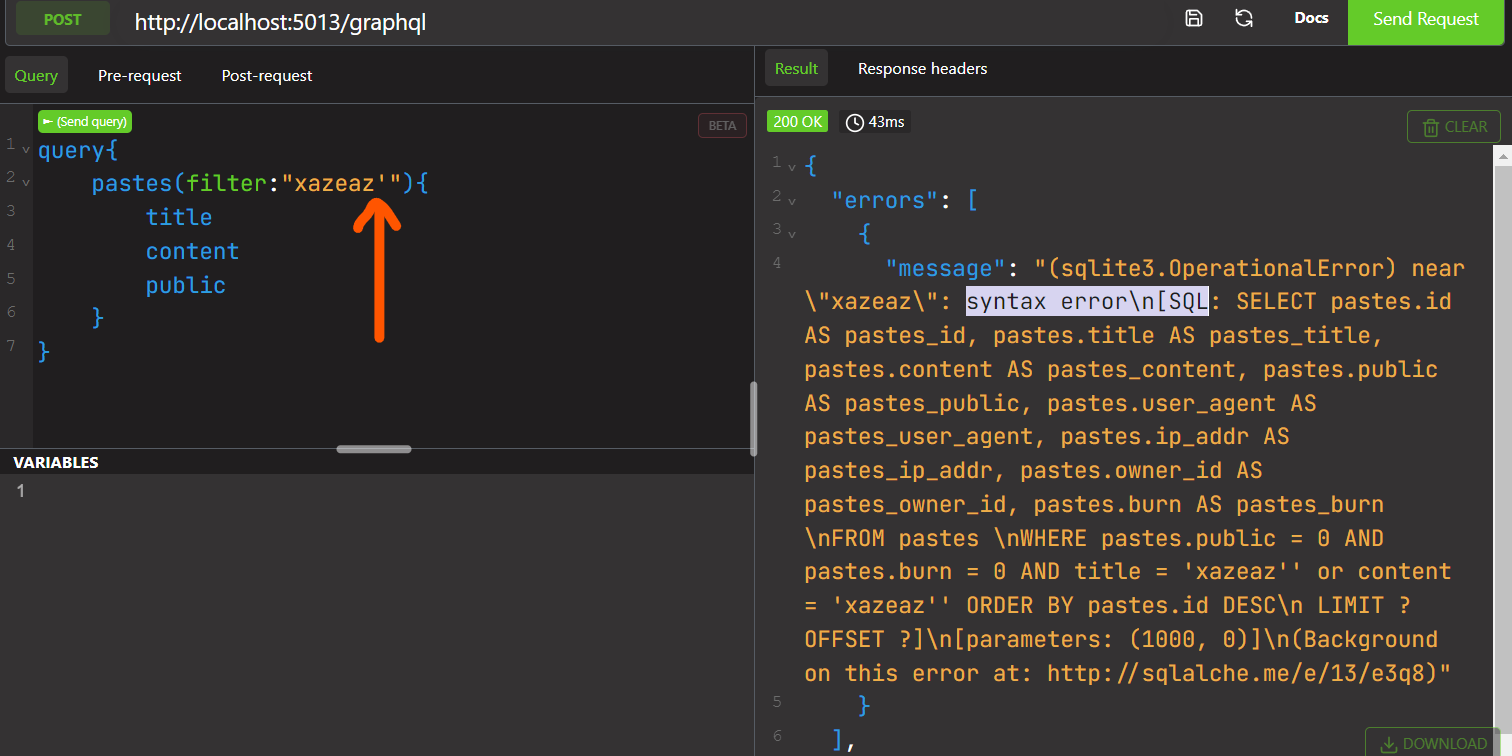 POST http://localhost:5013/graphql Docs Send Request
Query Pre-request Post-request
(Send query)
BETA
1 query{
2 pastes(filter:"xazeaz'"){
3 title
4 content
5 public
6 }
7 }
VARIABLES
1
Result Response headers
200 OK 43ms
CLEAR
1 {
2 "errors": [
3 {
4 "message": "(sqlite3.OperationalError) near
\"xazeaz\": syntax error\n[SQL: SELECT pastes.id
AS pastes_id, pastes.title AS pastes_title,
pastes.content AS pastes_content, pastes.public
AS pastes_public, pastes.user_agent AS
pastes_user_agent, pastes.ip_addr AS
pastes_ip_addr, pastes.owner_id AS
pastes_owner_id, pastes.burn AS pastes_burn
\nFROM pastes \nWHERE pastes.public = 0 AND
pastes.burn = 0 AND title = 'xazeaz'' or content
= 'xazeaz'' ORDER BY pastes.id DESC\n LIMIT ?
OFFSET ?]\n[parameters: (1000, 0)]\n(Background
on this error at: http://sqlalche.me/e/13/e3q8)"
5 }
6 ],
DOWNLOAD